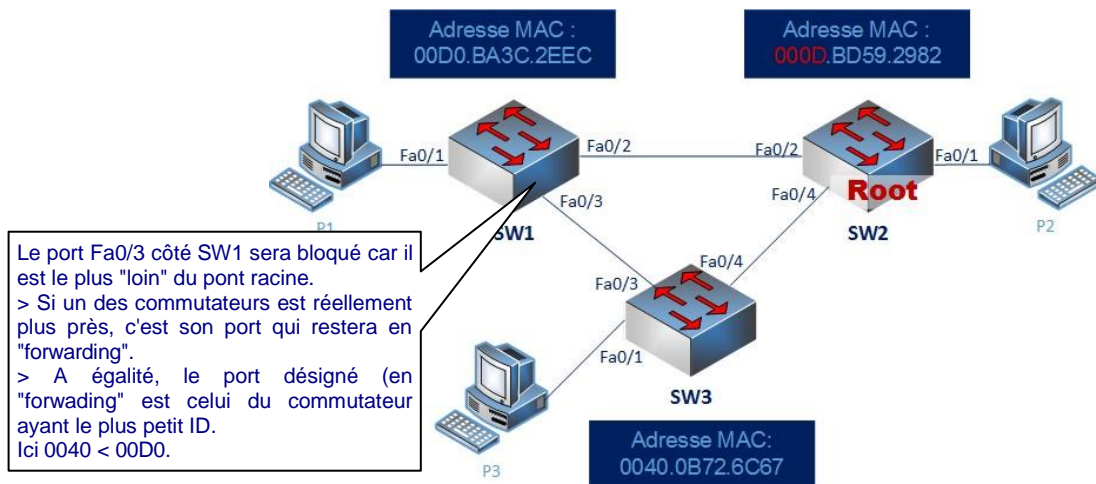 Adresse MAC :
00D0.BA3C.2EEC
Adresse MAC :
000D.BD59.2982
Fa0/1
Fa0/2
Fa0/2
Fa0/1
Fa0/3
Root
Fa0/4
P1
SW1
SW2
P2
Le port Fa0/3 côté SW1 sera bloqué car il
est le plus "loin" du pont racine.
> Si un des commutateurs est réellement
plus près, c'est son port qui restera en
"forwarding".
> A égalité, le port désigné (en
"forwading" est celui du commutateur
ayant le plus petit ID.
Ici 0040 < 00D0.
Fa0/4
Fa0/3
Fa0/1
SW3
P3
Adresse MAC:
0040.0B72.6C67